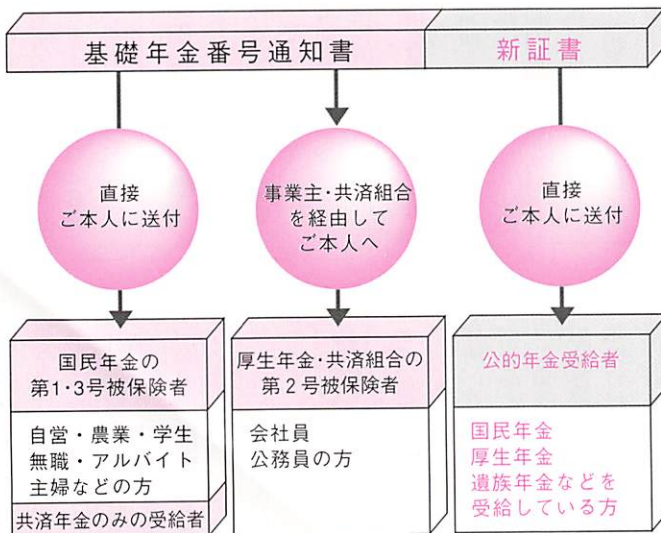 基礎年金番号通知書
新証書
直接
ご本人に送付
事業主・共済組合
を経由して
ご本人へ
直接
ご本人に送付
国民年金の
第1・3号被保険者
自営・農業・学生
無職・アルバイト
主婦などの方
共済年金のみの受給者
厚生年金・共済組合の
第2号被保険者
会社員
公務員の方
公的年金受給者
国民年金
厚生年金
遺族年金などを
受給している方